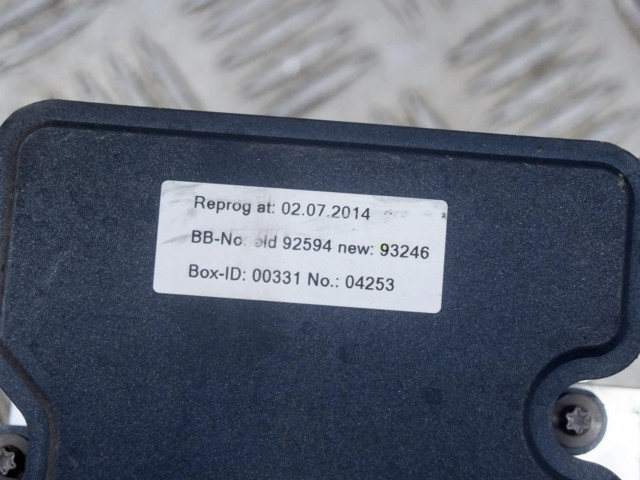 Reprog at: 02.07.2014
BB-No: old 92594 new: 93246
Box-ID: 00331 No.: 04253